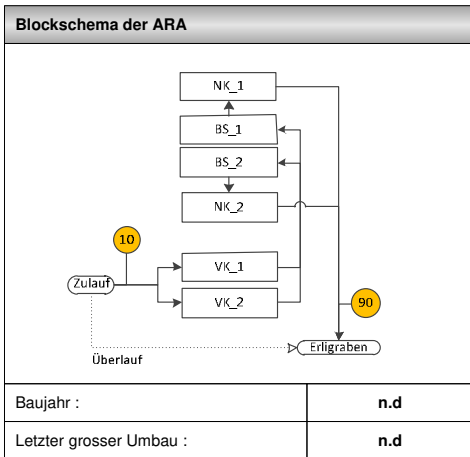 Blockschema der ARA
NK_1
BS_1
BS_2
NK_2
10
VK_1
Zulauf
VK_2
90
Erligraben
Überlauf
Baujahr : n.d
Letzter grosser Umbau : n.d